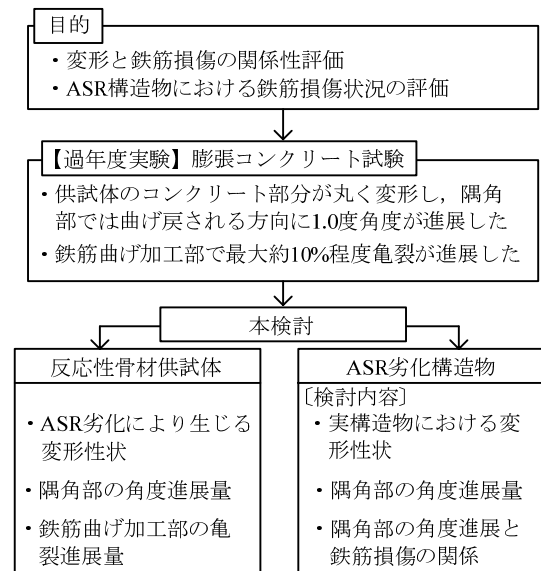 目的
・変形と鉄筋損傷の関係性評価
・ASR構造物における鉄筋損傷状況の評価
【過年度実験】膨張コンクリート試験
・供試体のコンクリート部分が丸く変形し，隅角
部では曲げ戻される方向に1.0度角度が進展した
・鉄筋曲げ加工部で最大約10%程度亀裂が進展した
本検討
反応性骨材供試体
・ASR劣化により生じる
変形性状
・隅角部の角度進展量
・鉄筋曲げ加工部の亀
裂進展量
ASR劣化構造物
〔検討内容〕
・実構造物における変
形性状
・隅角部の角度進展量
・隅角部の角度進展と
鉄筋損傷の関係